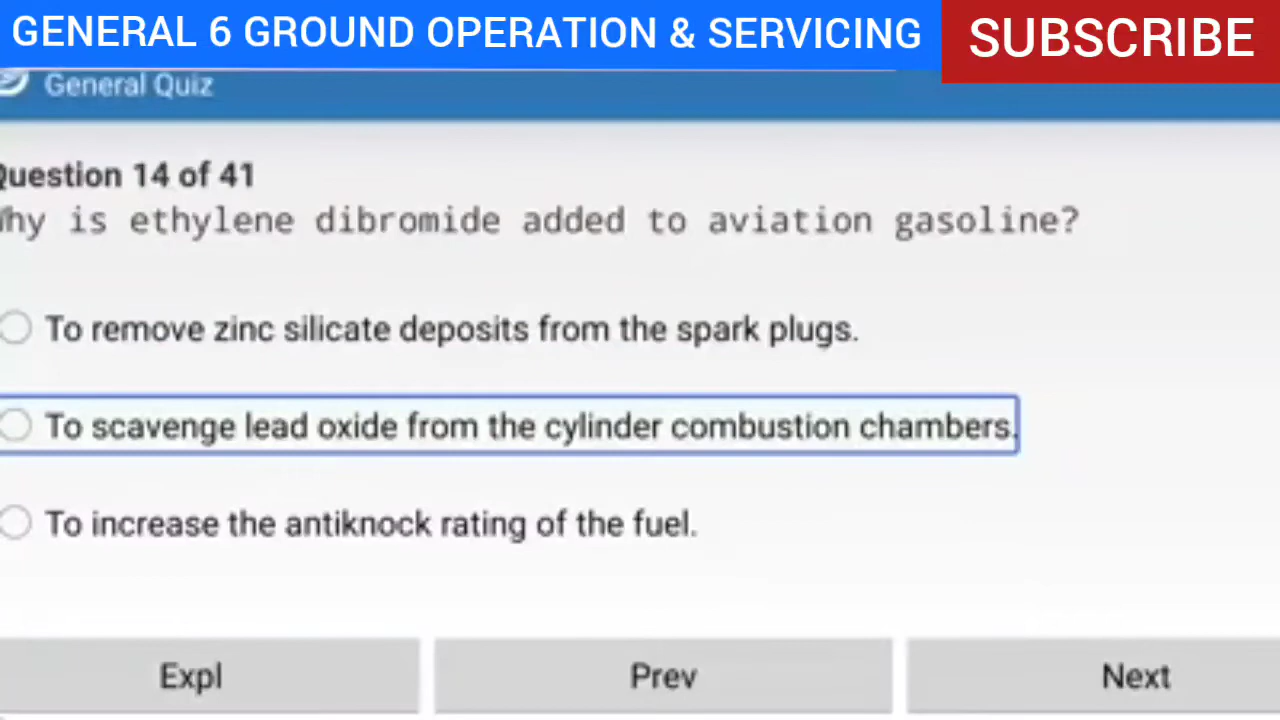 GENERAL 6 GROUND OPERATION & SERVICING
SUBSCRIBE
General Quiz
Question 14 of 41
Why is ethylene dibromide added to aviation gasoline?
To remove zinc silicate deposits from the spark plugs.
To scavenge lead oxide from the cylinder combustion chambers.
To increase the antiknock rating of the fuel.
Expl
Prev
Next